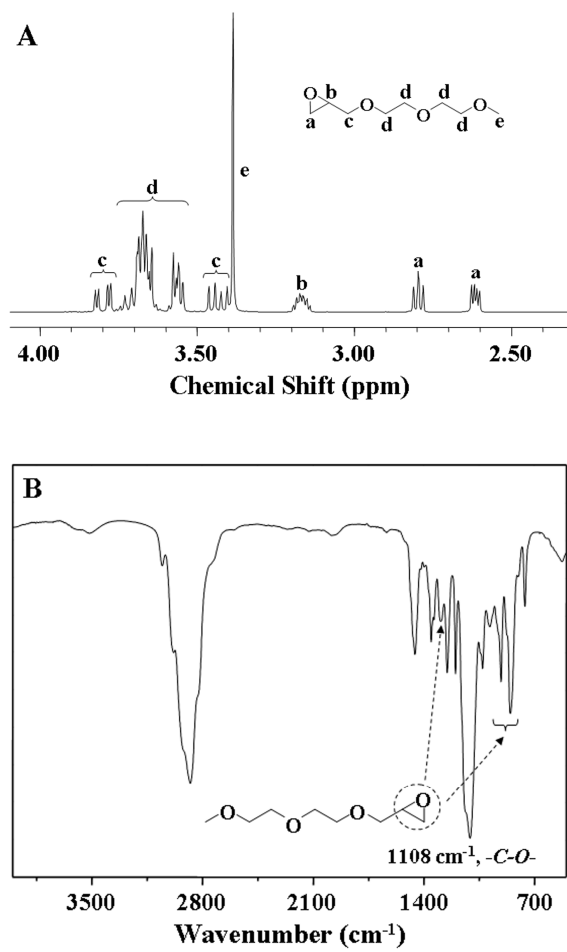 A
O b O d d O
a c d O d e
e
d
c c
b a a
4.00 3.50 3.00 2.50
Chemical Shift (ppm)
B
O O O O
1108 cm-1, -C-O-
3500 2800 2100 1400 700
Wavenumber (cm-1)